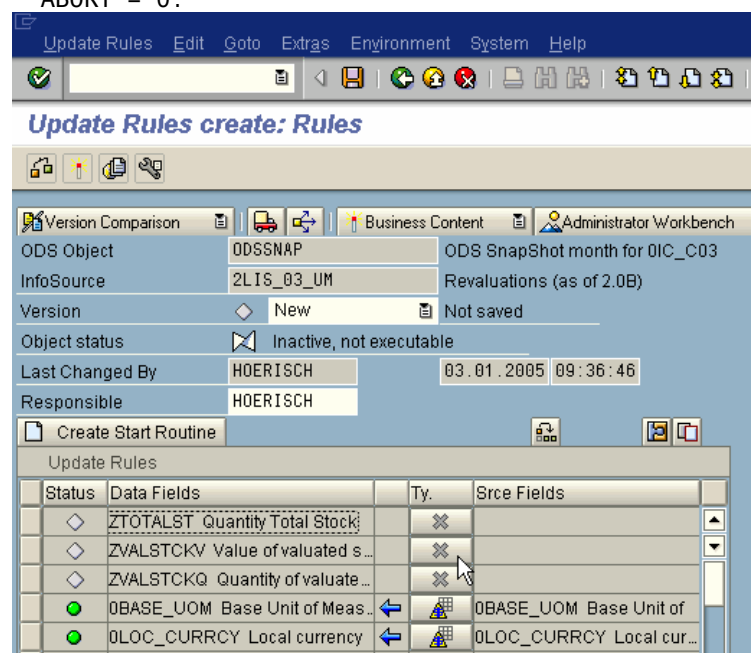 ABORT = 0.
Update Rules Edit Goto Extras Environment System Help
Update Rules create: Rules
Version Comparison Business Content Administrator Workbench
ODS Object ODSSNAP ODS SnapShot month for 0IC_C03
InfoSource 2LIS_03_UM Revaluations (as of 2.0B)
Version New Not saved
Object status Inactive, not executable
Last Changed By HOERISCH 03.01.2005 09:36:46
Responsible HOERISCH
Create Start Routine
Update Rules
Status Data Fields Ty. Srce Fields
ZTOTALST Quantity Total Stock
ZVALSTCKV Value of valuated s...
ZVALSTCKQ Quantity of valuate...
0BASE_UOM Base Unit of Meas.. 0BASE_UOM Base Unit of
0LOC_CURRCY Local currency 0LOC_CURRCY Local cur...